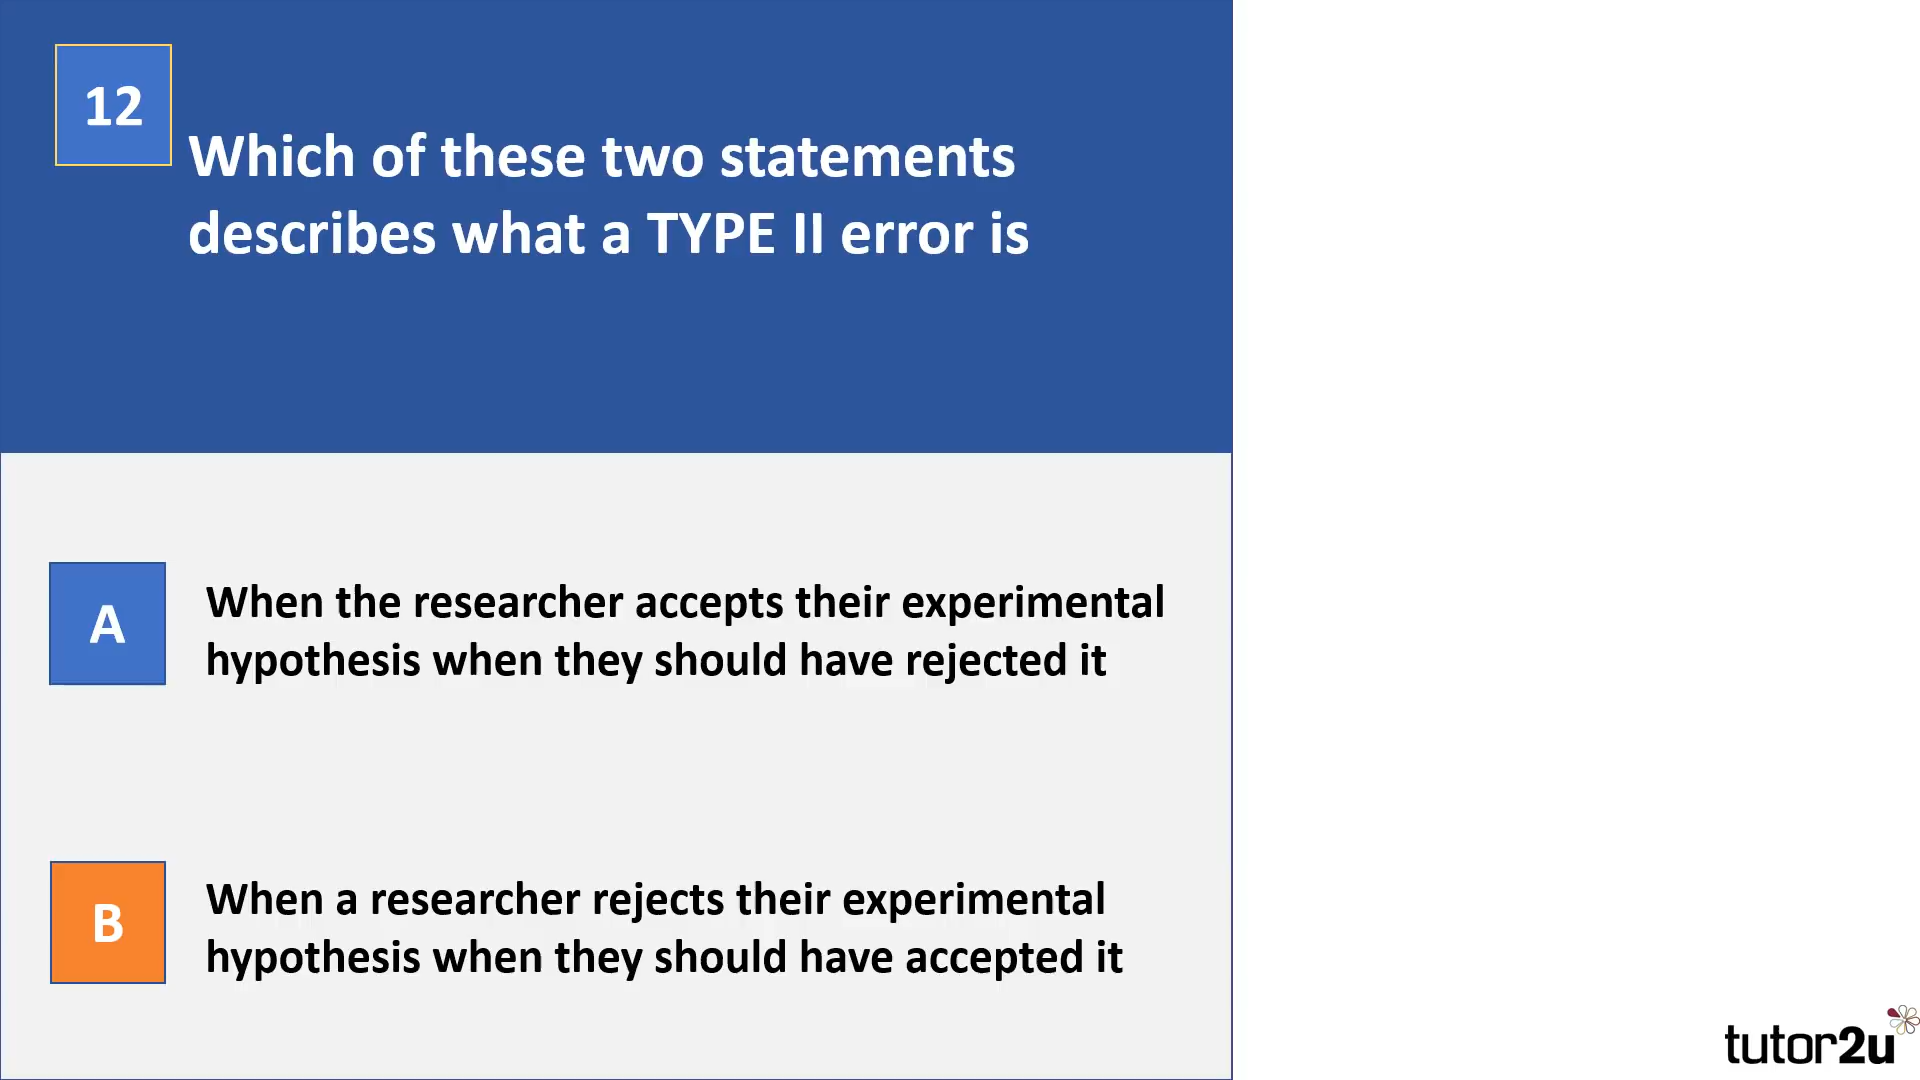 12
Which of these two statements
describes what a TYPE II error is
A
When the researcher accepts their experimental
hypothesis when they should have rejected it
B
When a researcher rejects their experimental
hypothesis when they should have accepted it
tutor2u